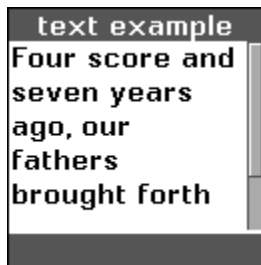 text example
Four score and
seven years
ago, our
fathers
brought forth